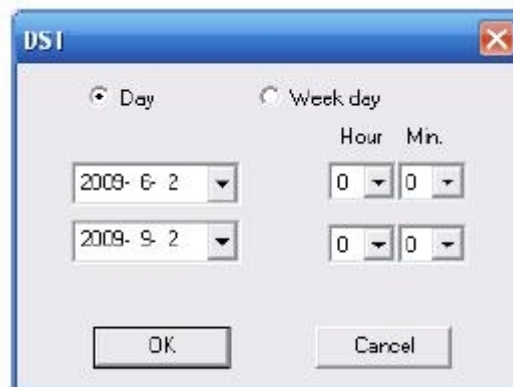 DST
Day Week day
Hour Min.
2009- 6- 2 0 0
2009- 9- 2 0 0
OK Cancel